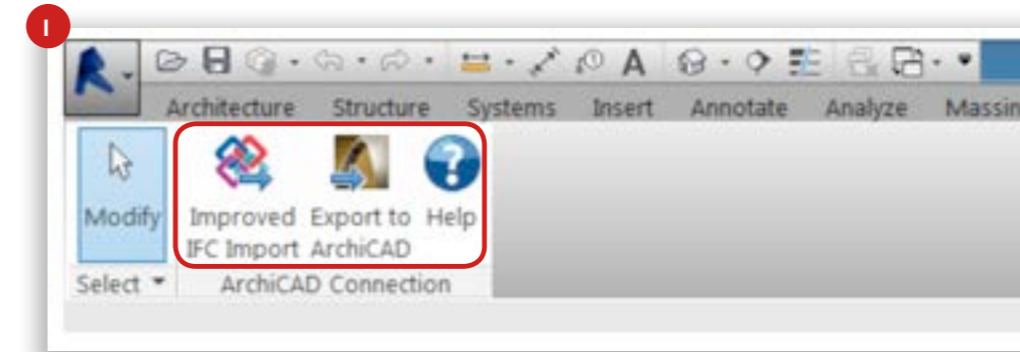 I
A
Architecture Structure Systems Insert Annotate Analyze Massin
Modify
Improved Export to Help
IFC Import ArchiCAD
Select ArchiCAD Connection